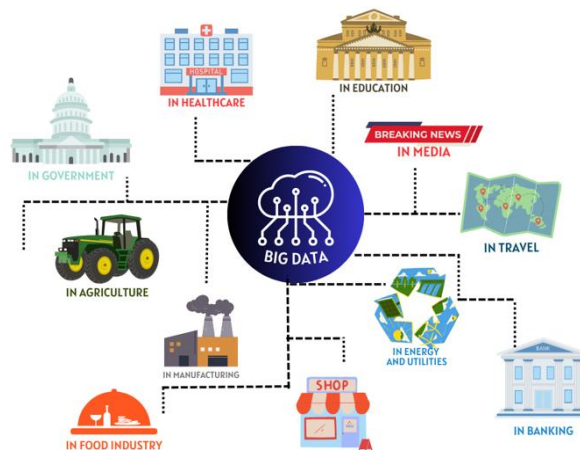 HOSPITAL
IN HEALTHCARE
IN EDUCATION
BREAKING NEWS
IN MEDIA
IN GOVERNMENT
BIG DATA
IN TRAVEL
IN AGRICULTURE
IN MANUFACTURING
IN ENERGY
AND UTILITIES
BANK
SHOP
IN FOOD INDUSTRY
IN BANKING